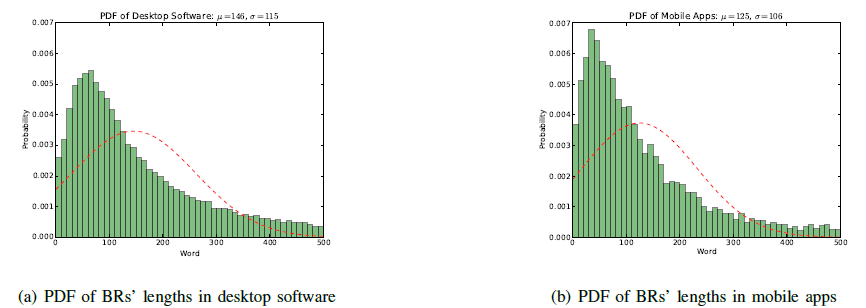 PDF of Desktop Software: μ=146, σ=115
0.007
0.006
0.005
0.004
0.003
0.002
0.001
0.000
Probability
0 100 200 300 400 500
Word
(a) PDF of BRs' lengths in desktop software
PDF of Mobile Apps: μ=125, σ=106
0.007
0.006
0.005
0.004
0.003
0.002
0.001
0.000
Probability
0 100 200 300 400 500
Word
(b) PDF of BRs' lengths in mobile apps